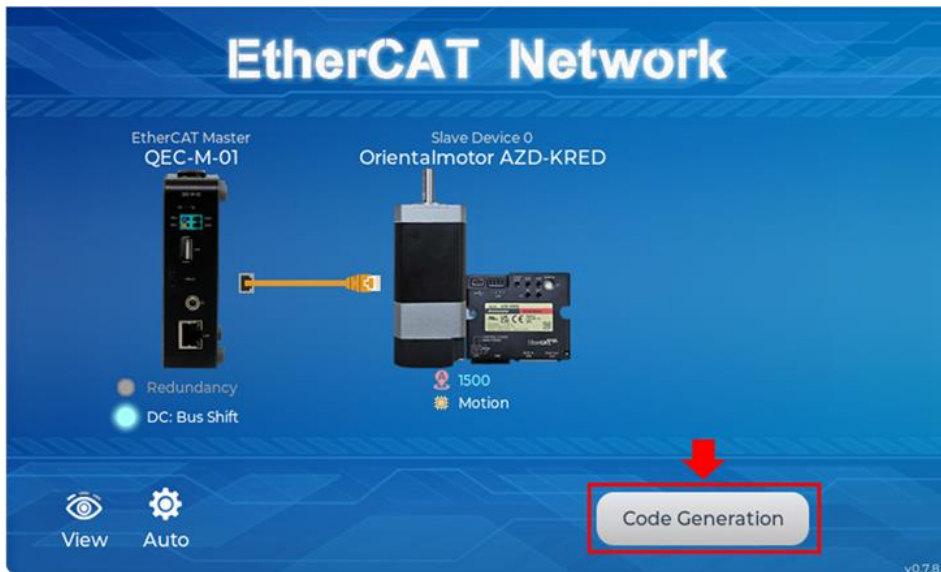 EtherCAT Network
EtherCAT Master
QEC-M-01
Slave Device 0
Orientalmotor AZD-KRED
Redundancy
DC: Bus Shift
1500
Motion
View
Auto
Code Generation
v0.7.8